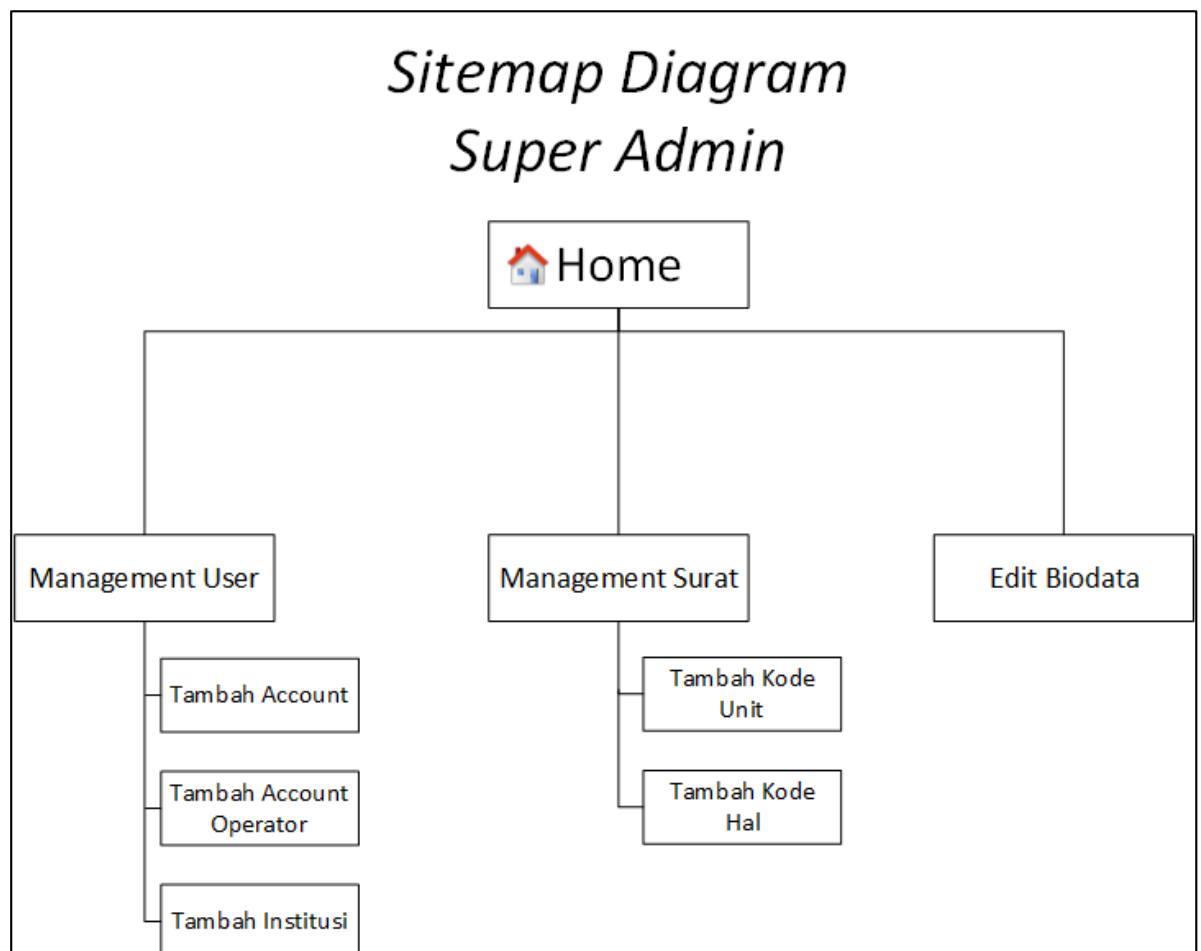 Sitemap Diagram
Super Admin
Home
Management User
Management Surat
Edit Biodata
Tambah Account
Tambah Account
Operator
Tambah Institusi
Tambah Kode
Unit
Tambah Kode
Hal